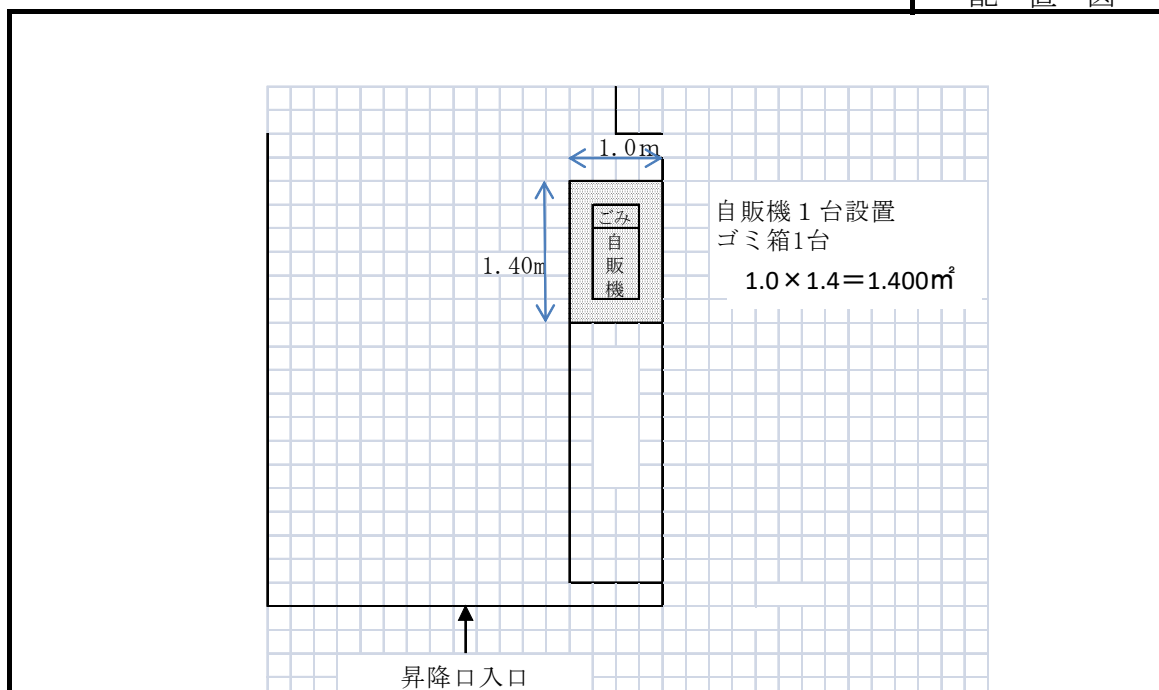 配 置 図
1.0m
ごみ
自
販
機
1.40m
自販機１台設置
ゴミ箱1台
1.0×1.4＝1.400㎡
昇降口入口